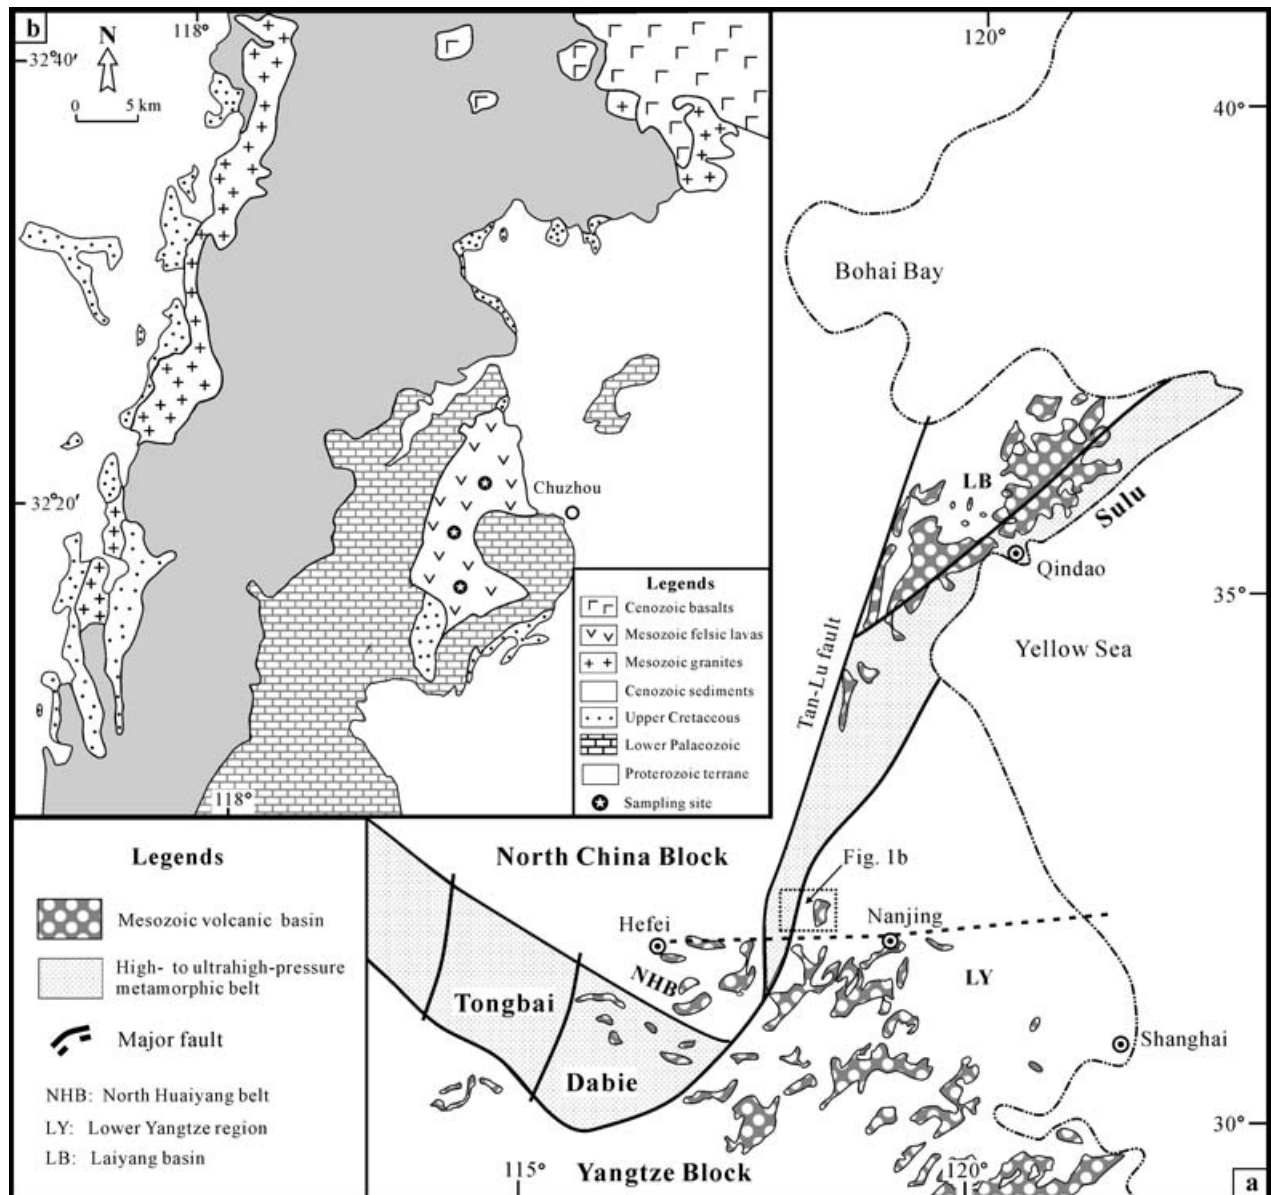 b
118°
32°40′
N
0 5 km
32°20′
Chuzhou
118°
Legends
Cenozoic basalts
Mesozoic felsic lavas
Mesozoic granites
Cenozoic sediments
Upper Cretaceous
Lower Palaeozoic
Proterozoic terrane
Sampling site
120°
40°
Bohai Bay
LB
Sulu
Qindao
35°
Yellow Sea
Tan-Lu fault
Fig. 1b
North China Block
Hefei
Nanjing
NHB
LY
Tongbai
Shanghai
Dabie
30°
Yangtze Block
115°
120°
a
Legends
Mesozoic volcanic basin
High- to ultrahigh-pressure
metamorphic belt
Major fault
NHB: North Huaiyang belt
LY: Lower Yangtze region
LB: Laiyang basin